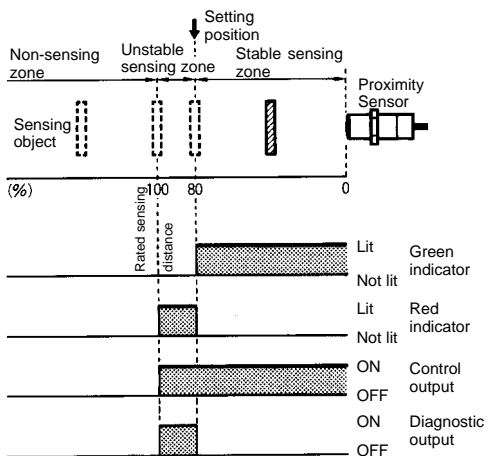 Setting
position
Non-sensing
zone
Unstable
sensing zone
Stable sensing
zone
Proximity
Sensor
Sensing
object
(%)
100
80
0
Rated sensing
distance
Lit
Not lit
Green
indicator
Lit
Not lit
Red
indicator
ON
OFF
Control
output
ON
OFF
Diagnostic
output